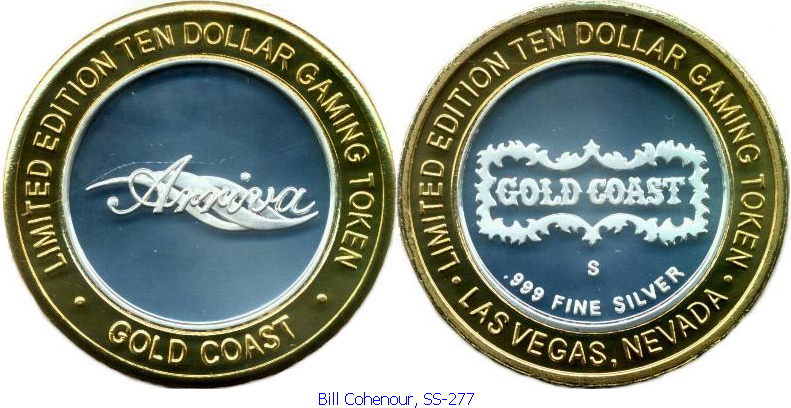 LIMITED EDITION TEN DOLLAR GAMING TOKEN
Arriva
• GOLD COAST •
LIMITED EDITION TEN DOLLAR GAMING TOKEN
GOLD COAST
S
.999 FINE SILVER
• LAS VEGAS, NEVADA •
Bill Cohenour, SS-277